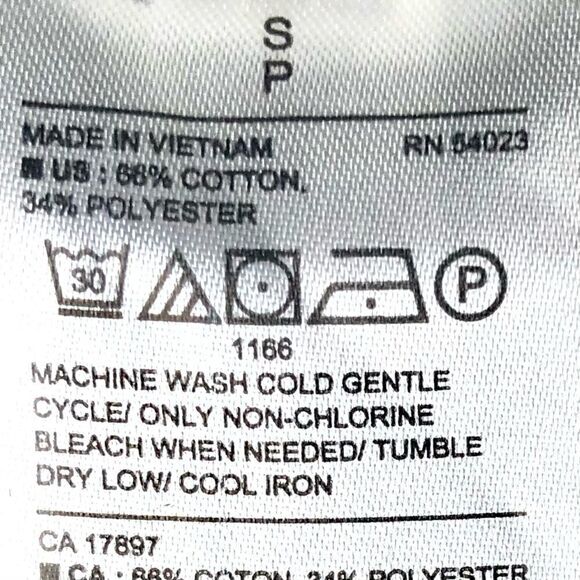 S
P
MADE IN VIETNAM RN 54023
US : 66% COTTON,
34% POLYESTER
30 P
1166
MACHINE WASH COLD GENTLE
CYCLE/ ONLY NON-CHLORINE
BLEACH WHEN NEEDED/ TUMBLE
DRY LOW/ COOL IRON
CA 17897
CA : 66% COTON, 34% POLYESTER